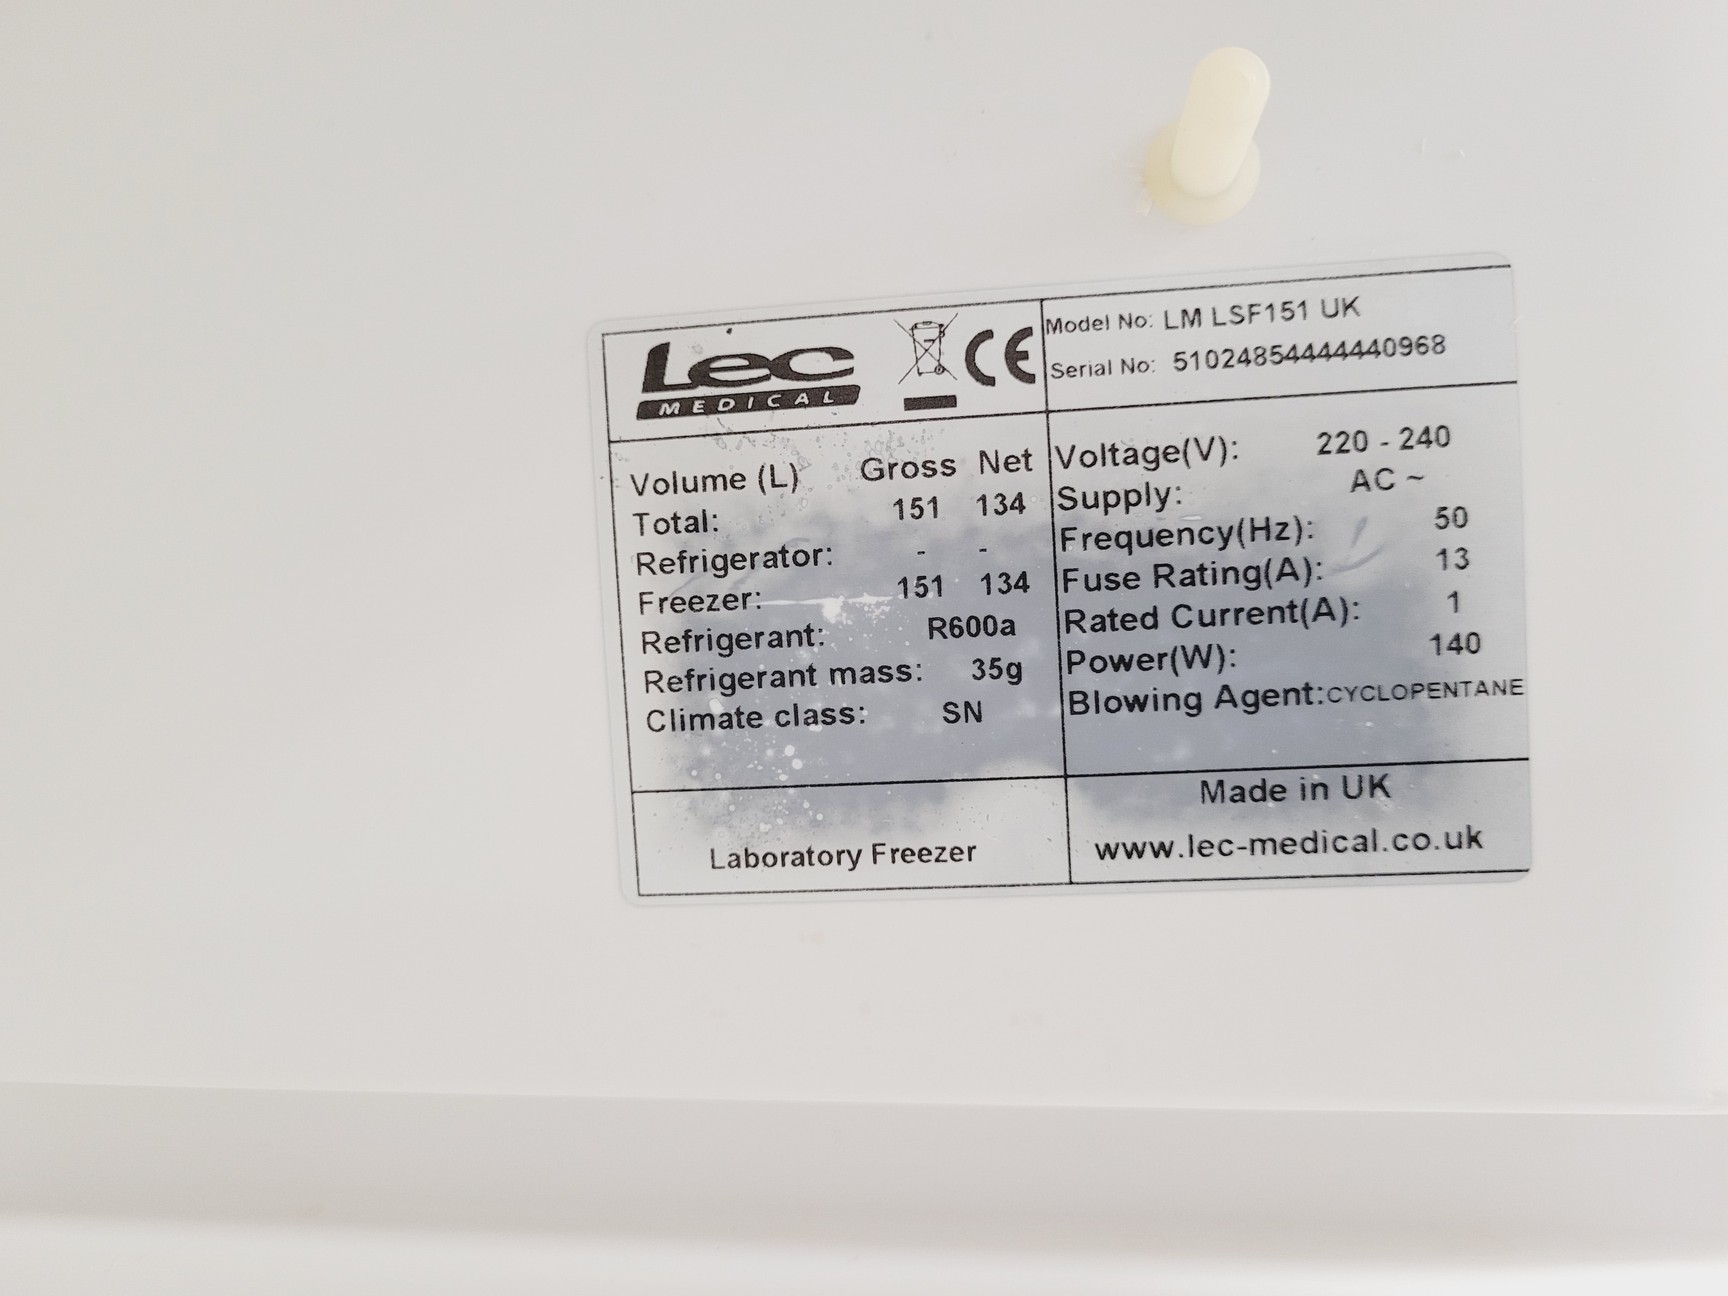 Lec
MEDICAL
CE
Model No: LM LSF151 UK
Serial No: 51024854444440968
Volume (L) Gross Net
Total: 151 134
Refrigerator: - -
Freezer: 151 134
Refrigerant: R600a
Refrigerant mass: 35g
Climate class: SN
Voltage(V): 220 - 240
Supply: AC ~
Frequency(Hz): 50
Fuse Rating(A): 13
Rated Current(A): 1
Power(W): 140
Blowing Agent:CYCLOPENTANE
Laboratory Freezer
Made in UK
www.lec-medical.co.uk